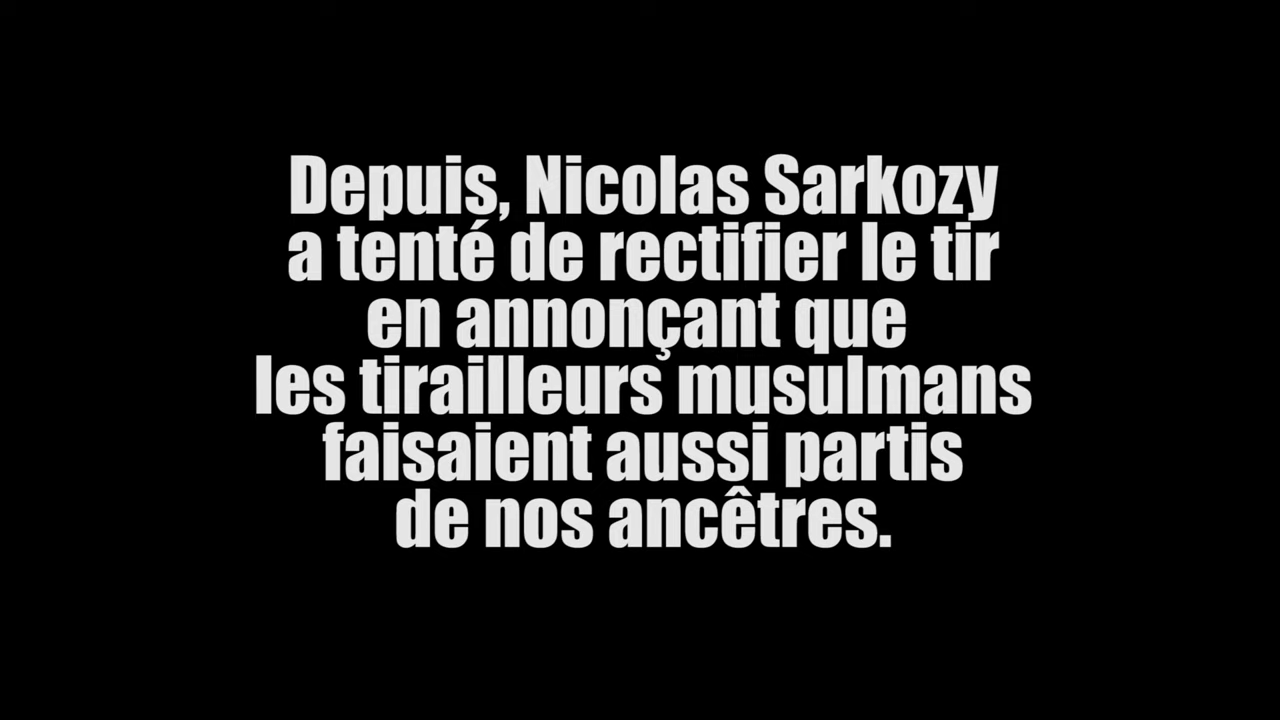 Depuis, Nicolas Sarkozy
a tenté de rectifier le tir
en annonçant que
les tirailleurs musulmans
faisaient aussi partis
de nos ancêtres.